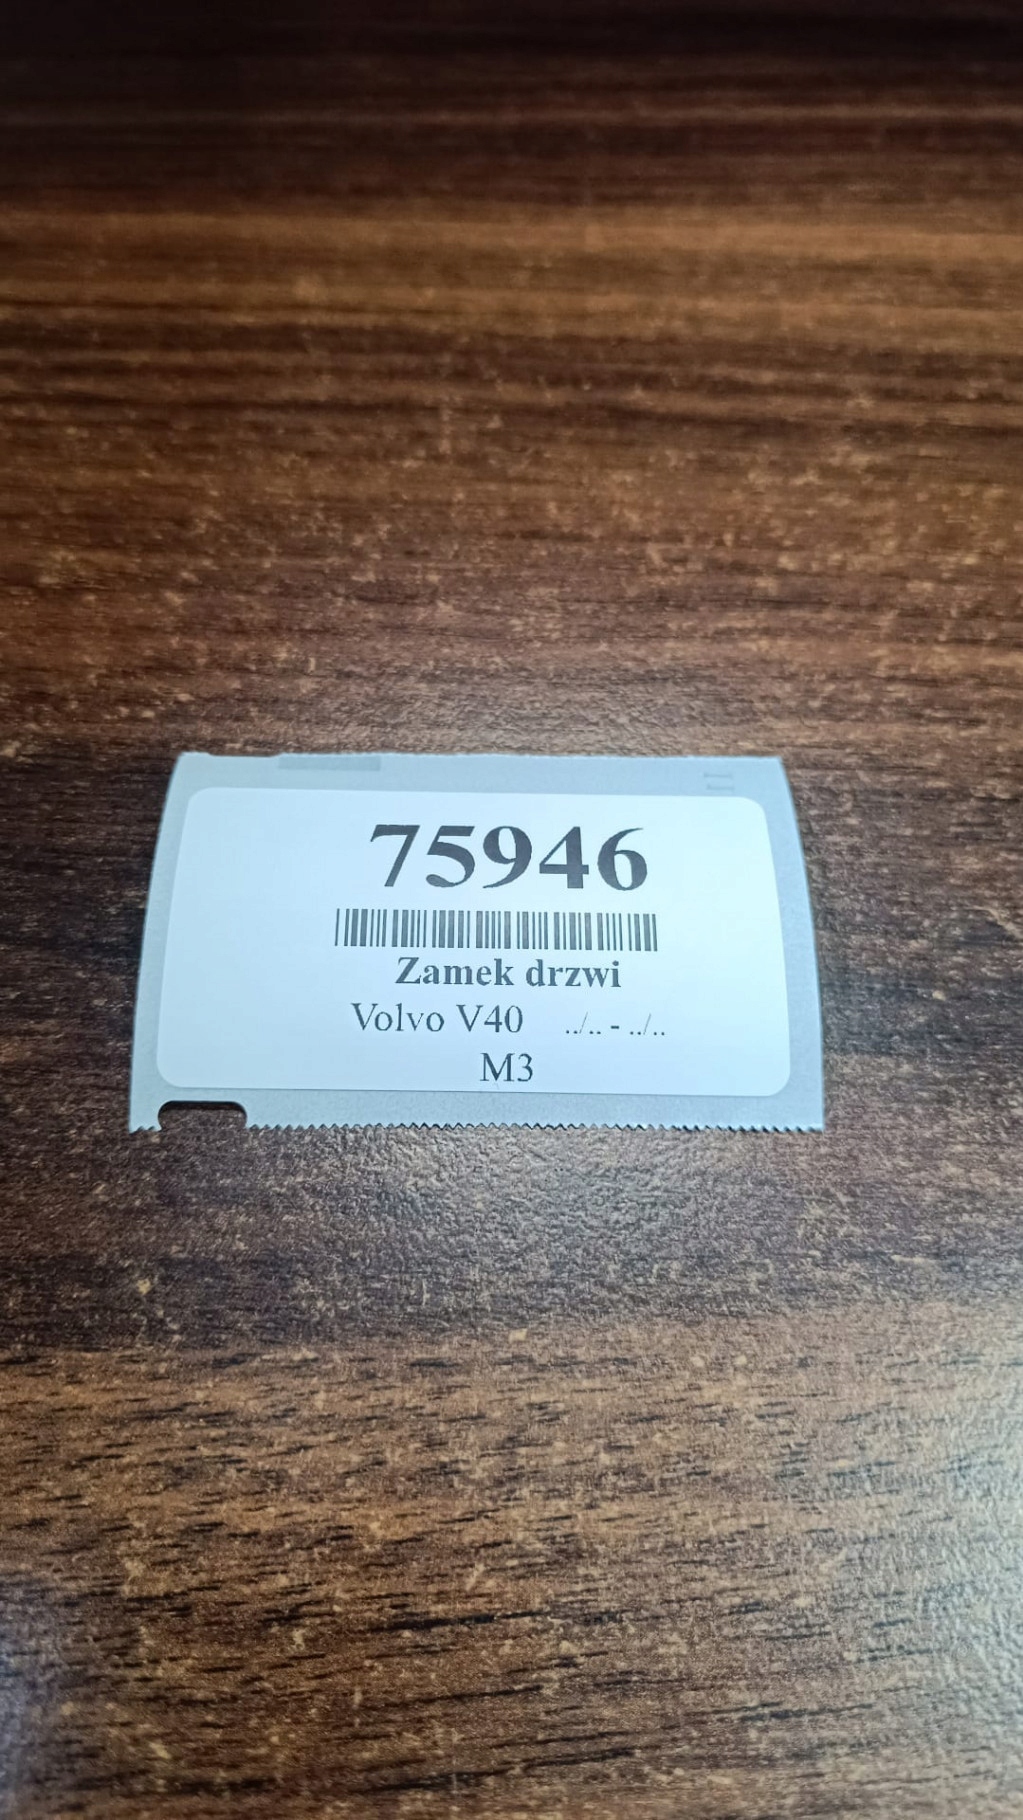 75946
Zamek drzwi
Volvo V40 ../.. - ../..
M3